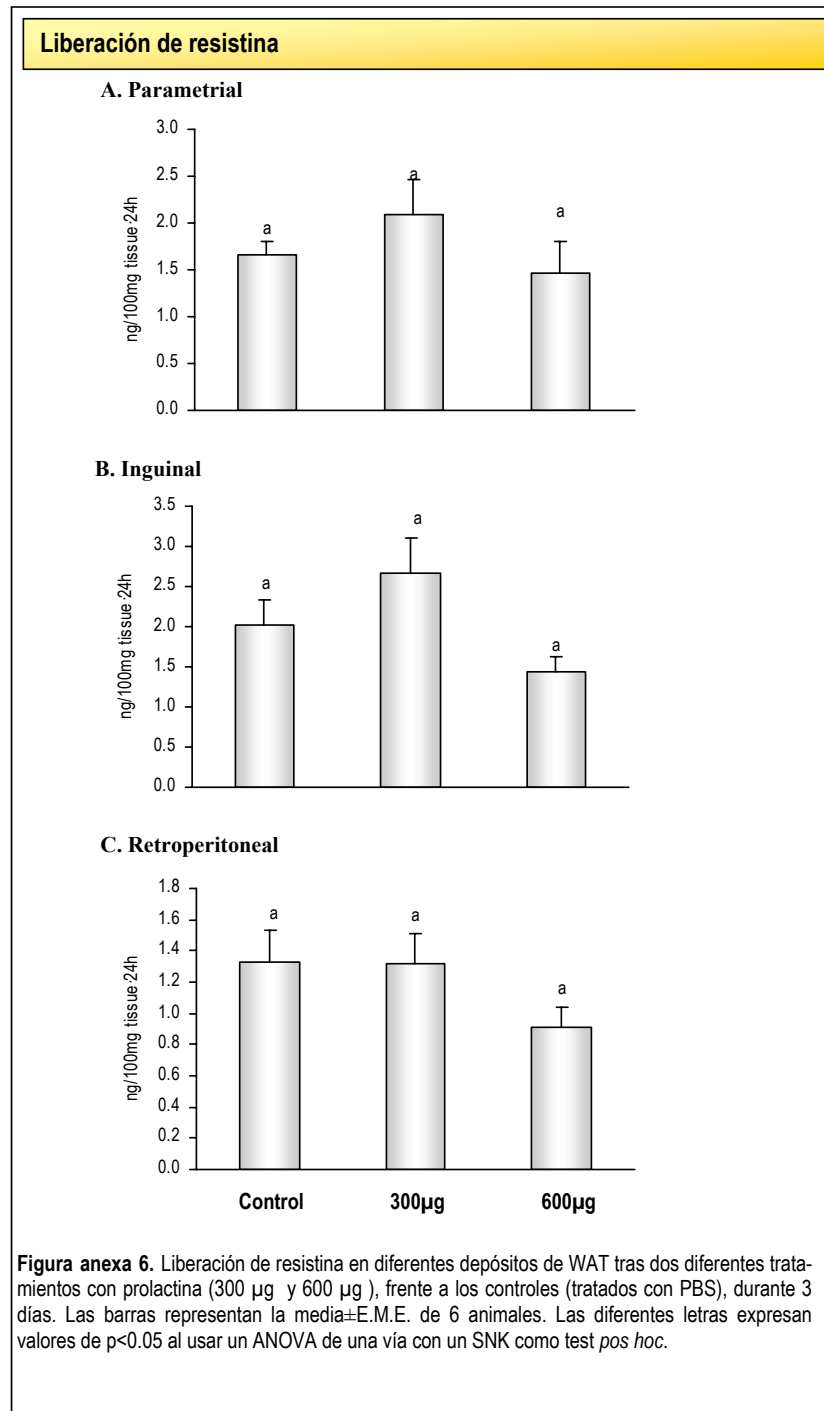 Liberación de resistina
A. Parametrial
3.0
2.5
2.0
1.5
1.0
0.5
0.0
ng/100mg tissue·24h
a
a
a
B. Inguinal
3.5
3.0
2.5
2.0
1.5
1.0
0.5
0.0
ng/100mg tissue·24h
a
a
a
C. Retroperitoneal
1.8
1.6
1.4
1.2
1.0
0.8
0.6
0.4
0.2
0.0
ng/100mg tissue·24h
a
a
a
Control 300µg 600µg
Figura anexa 6. Liberación de resistina en diferentes depósitos de WAT tras dos diferentes trata-
mientos con prolactina (300 µg y 600 µg ), frente a los controles (tratados con PBS), durante 3
días. Las barras representan la media±E.M.E. de 6 animales. Las diferentes letras expresan
valores de p<0.05 al usar un ANOVA de una vía con un SNK como test pos hoc.